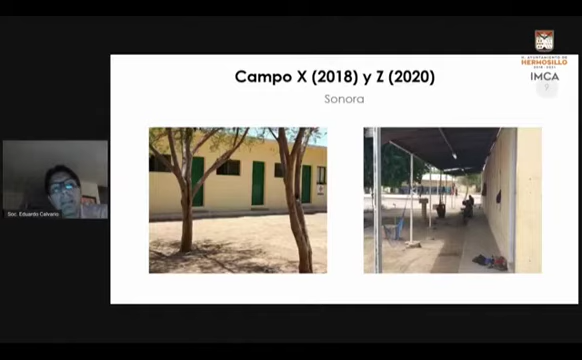 H. AYUNTAMIENTO DE
HERMOSILLO
IMCA
Campo X (2018) y Z (2020)
Sonora
Soc. Eduardo Calvario